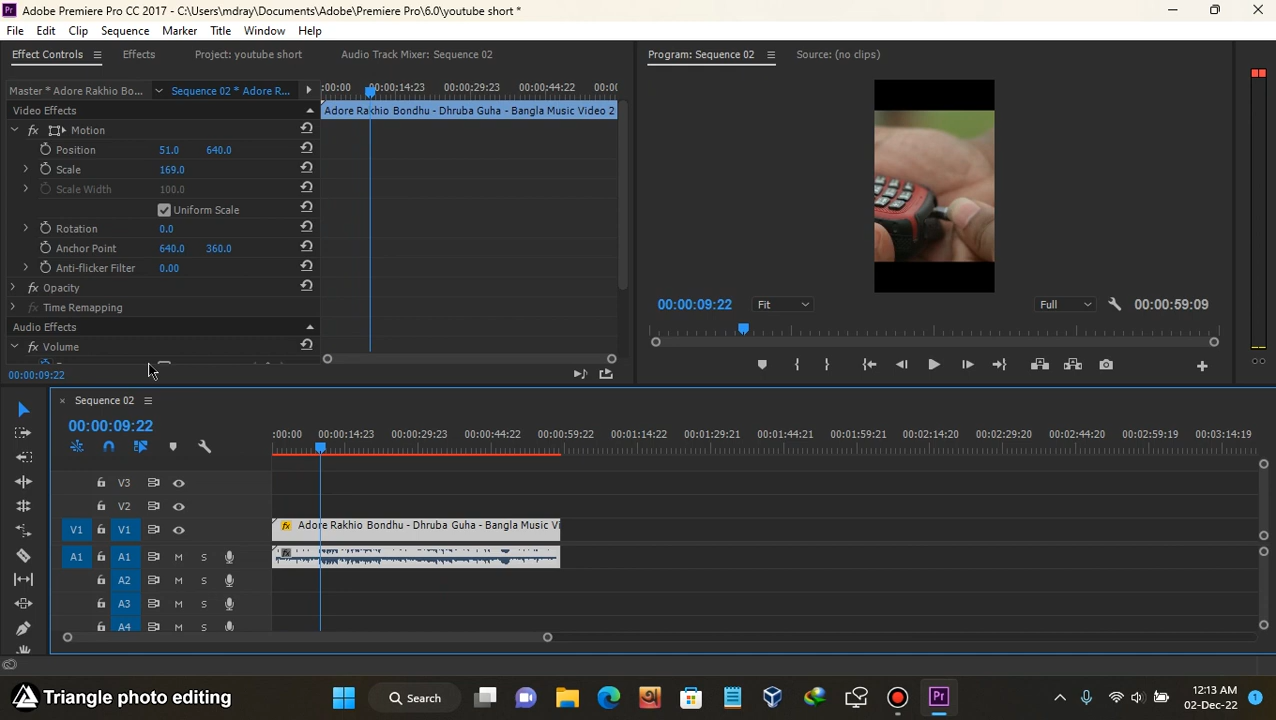 Adobe Premiere Pro CC 2017 - C:\Users\mdray\Documents\Adobe\Premiere Pro\6.0\youtube short *
File Edit Clip Sequence Marker Title Window Help
Effect Controls Effects Project: youtube short Audio Track Mixer: Sequence 02 Program: Sequence 02 Source: (no clips)
Master * Adore Rakhio Bo... Sequence 02 * Adore R... :00:00 00:00:14:23 00:00:29:23 00:00:44:22 00:00
Video Effects
Adore Rakhio Bondhu - Dhruba Guha - Bangla Music Video 2
fx Motion
Position 51.0 640.0
Scale 169.0
Scale Width 100.0
Uniform Scale
Rotation 0.0
Anchor Point 640.0 360.0
Anti-flicker Filter 0.00
fx Opacity
fx Time Remapping
Audio Effects
fx Volume
00:00:09:22
00:00:09:22 Fit Full 00:00:59:09
× Sequence 02
00:00:09:22
:00:00 00:00:14:23 00:00:29:23 00:00:44:22 00:00:59:22 00:01:14:22 00:01:29:21 00:01:44:21 00:01:59:21 00:02:14:20 00:02:29:20 00:02:44:20 00:02:59:19 00:03:14:19
V3
V2
V1 V1 fx Adore Rakhio Bondhu - Dhruba Guha - Bangla Music Vi
A1 A1 M S fx
A2 M S
A3 M S
A4 M S
Triangle photo editing
Search
অ
Pr
12:13 AM
02-Dec-22
1